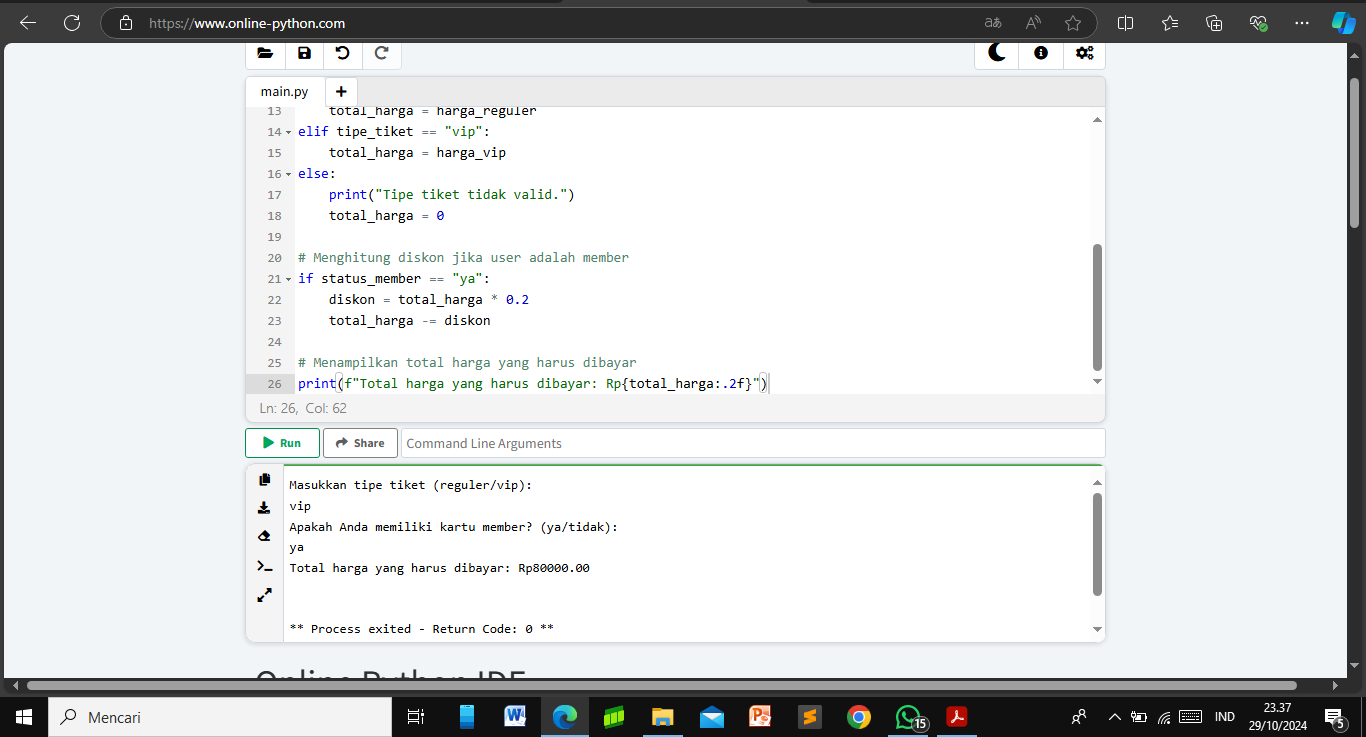 https://www.online-python.com
main.py
13 total_harga = harga_reguler
14 elif tipe_tiket == "vip":
15 total_harga = harga_vip
16 else:
17 print("Tipe tiket tidak valid.")
18 total_harga = 0
19
20 # Menghitung diskon jika user adalah member
21 if status_member == "ya":
22 diskon = total_harga * 0.2
23 total_harga -= diskon
24
25 # Menampilkan total harga yang harus dibayar
26 print(f"Total harga yang harus dibayar: Rp{total_harga:.2f}")
Ln: 26, Col: 62
Run Share Command Line Arguments
Masukkan tipe tiket (reguler/vip):
vip
Apakah Anda memiliki kartu member? (ya/tidak):
ya
Total harga yang harus dibayar: Rp80000.00
** Process exited - Return Code: 0 **
Online Python IDE
Mencari
15
IND
23.37
29/10/2024
5